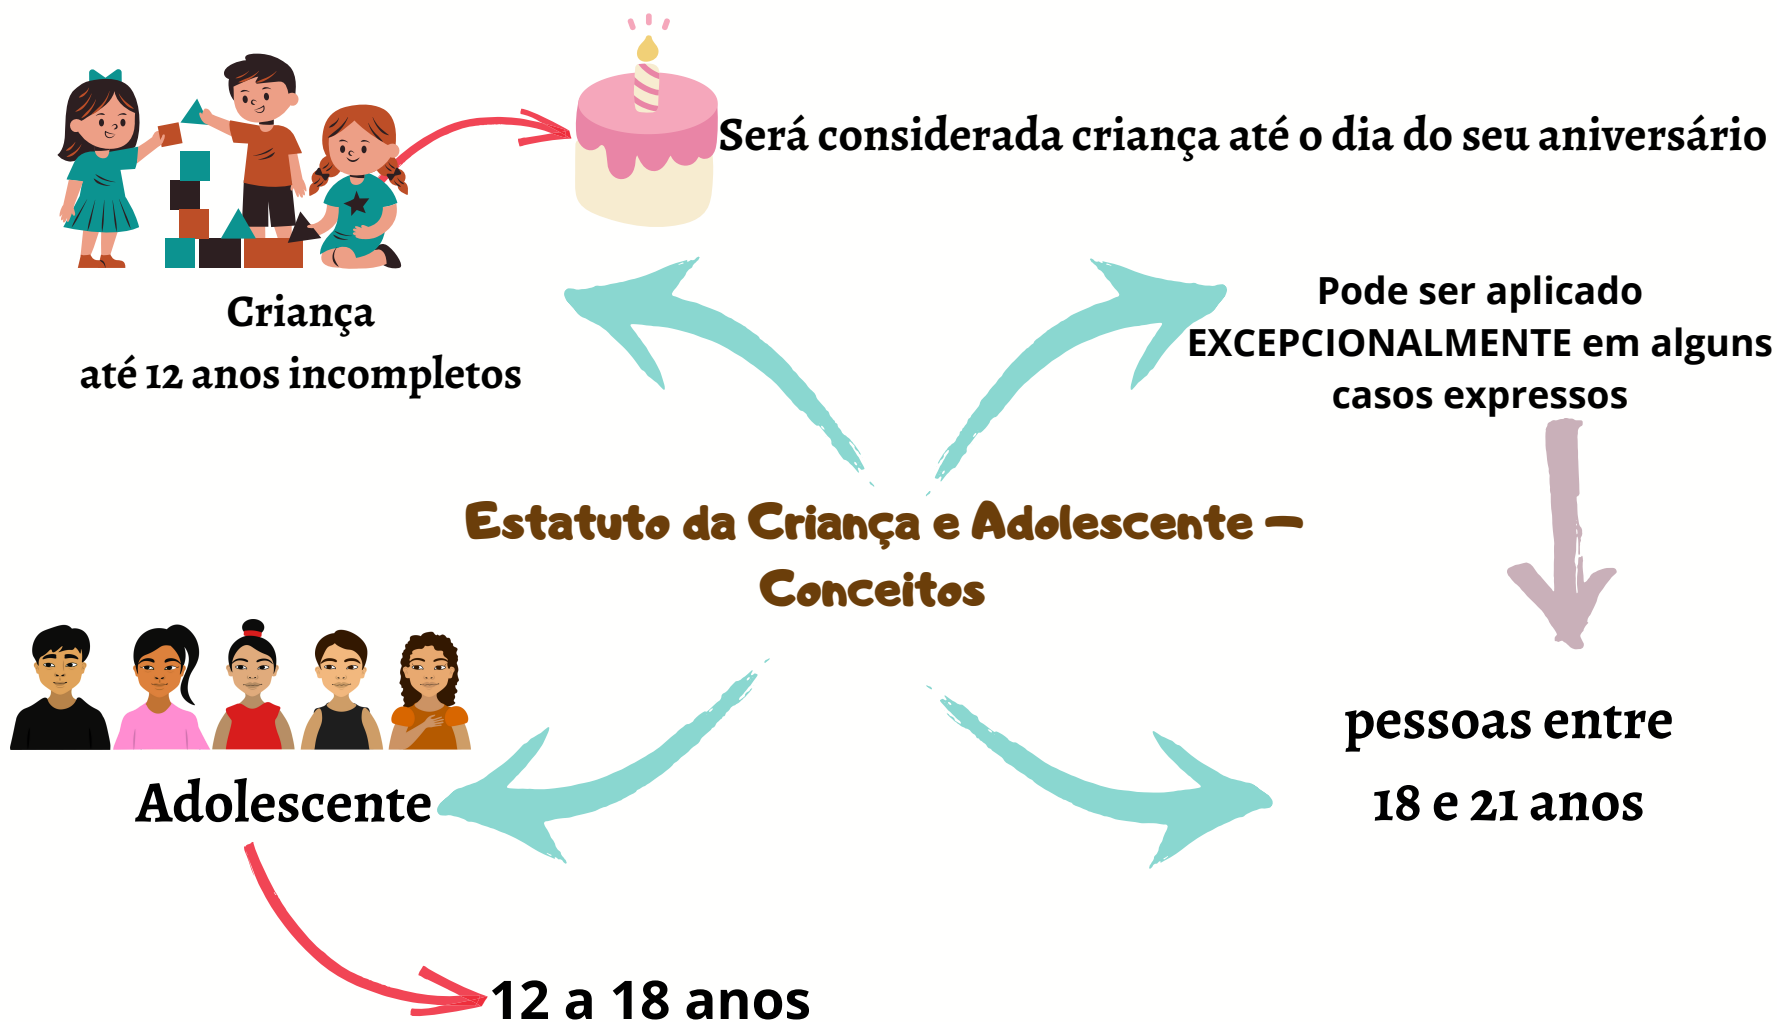 Será considerada criança até o dia do seu aniversário
Criança
até 12 anos incompletos
Pode ser aplicado
EXCEPCIONALMENTE em alguns
casos expressos
Estatuto da Criança e Adolescente –
Conceitos
pessoas entre
18 e 21 anos
Adolescente
12 a 18 anos